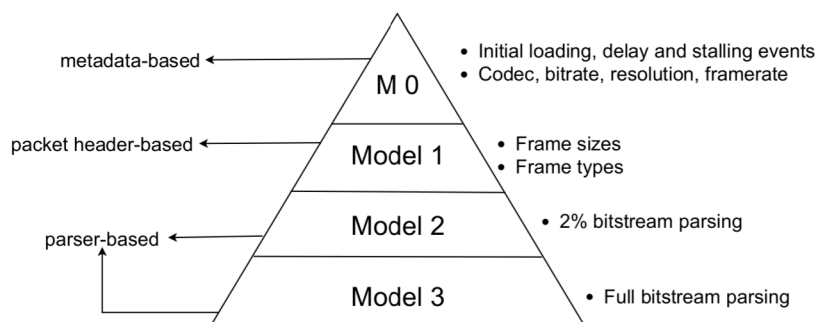 metadata-based
M 0
• Initial loading, delay and stalling events
• Codec, bitrate, resolution, framerate
packet header-based
Model 1
• Frame sizes
• Frame types
parser-based
Model 2
• 2% bitstream parsing
Model 3
• Full bitstream parsing